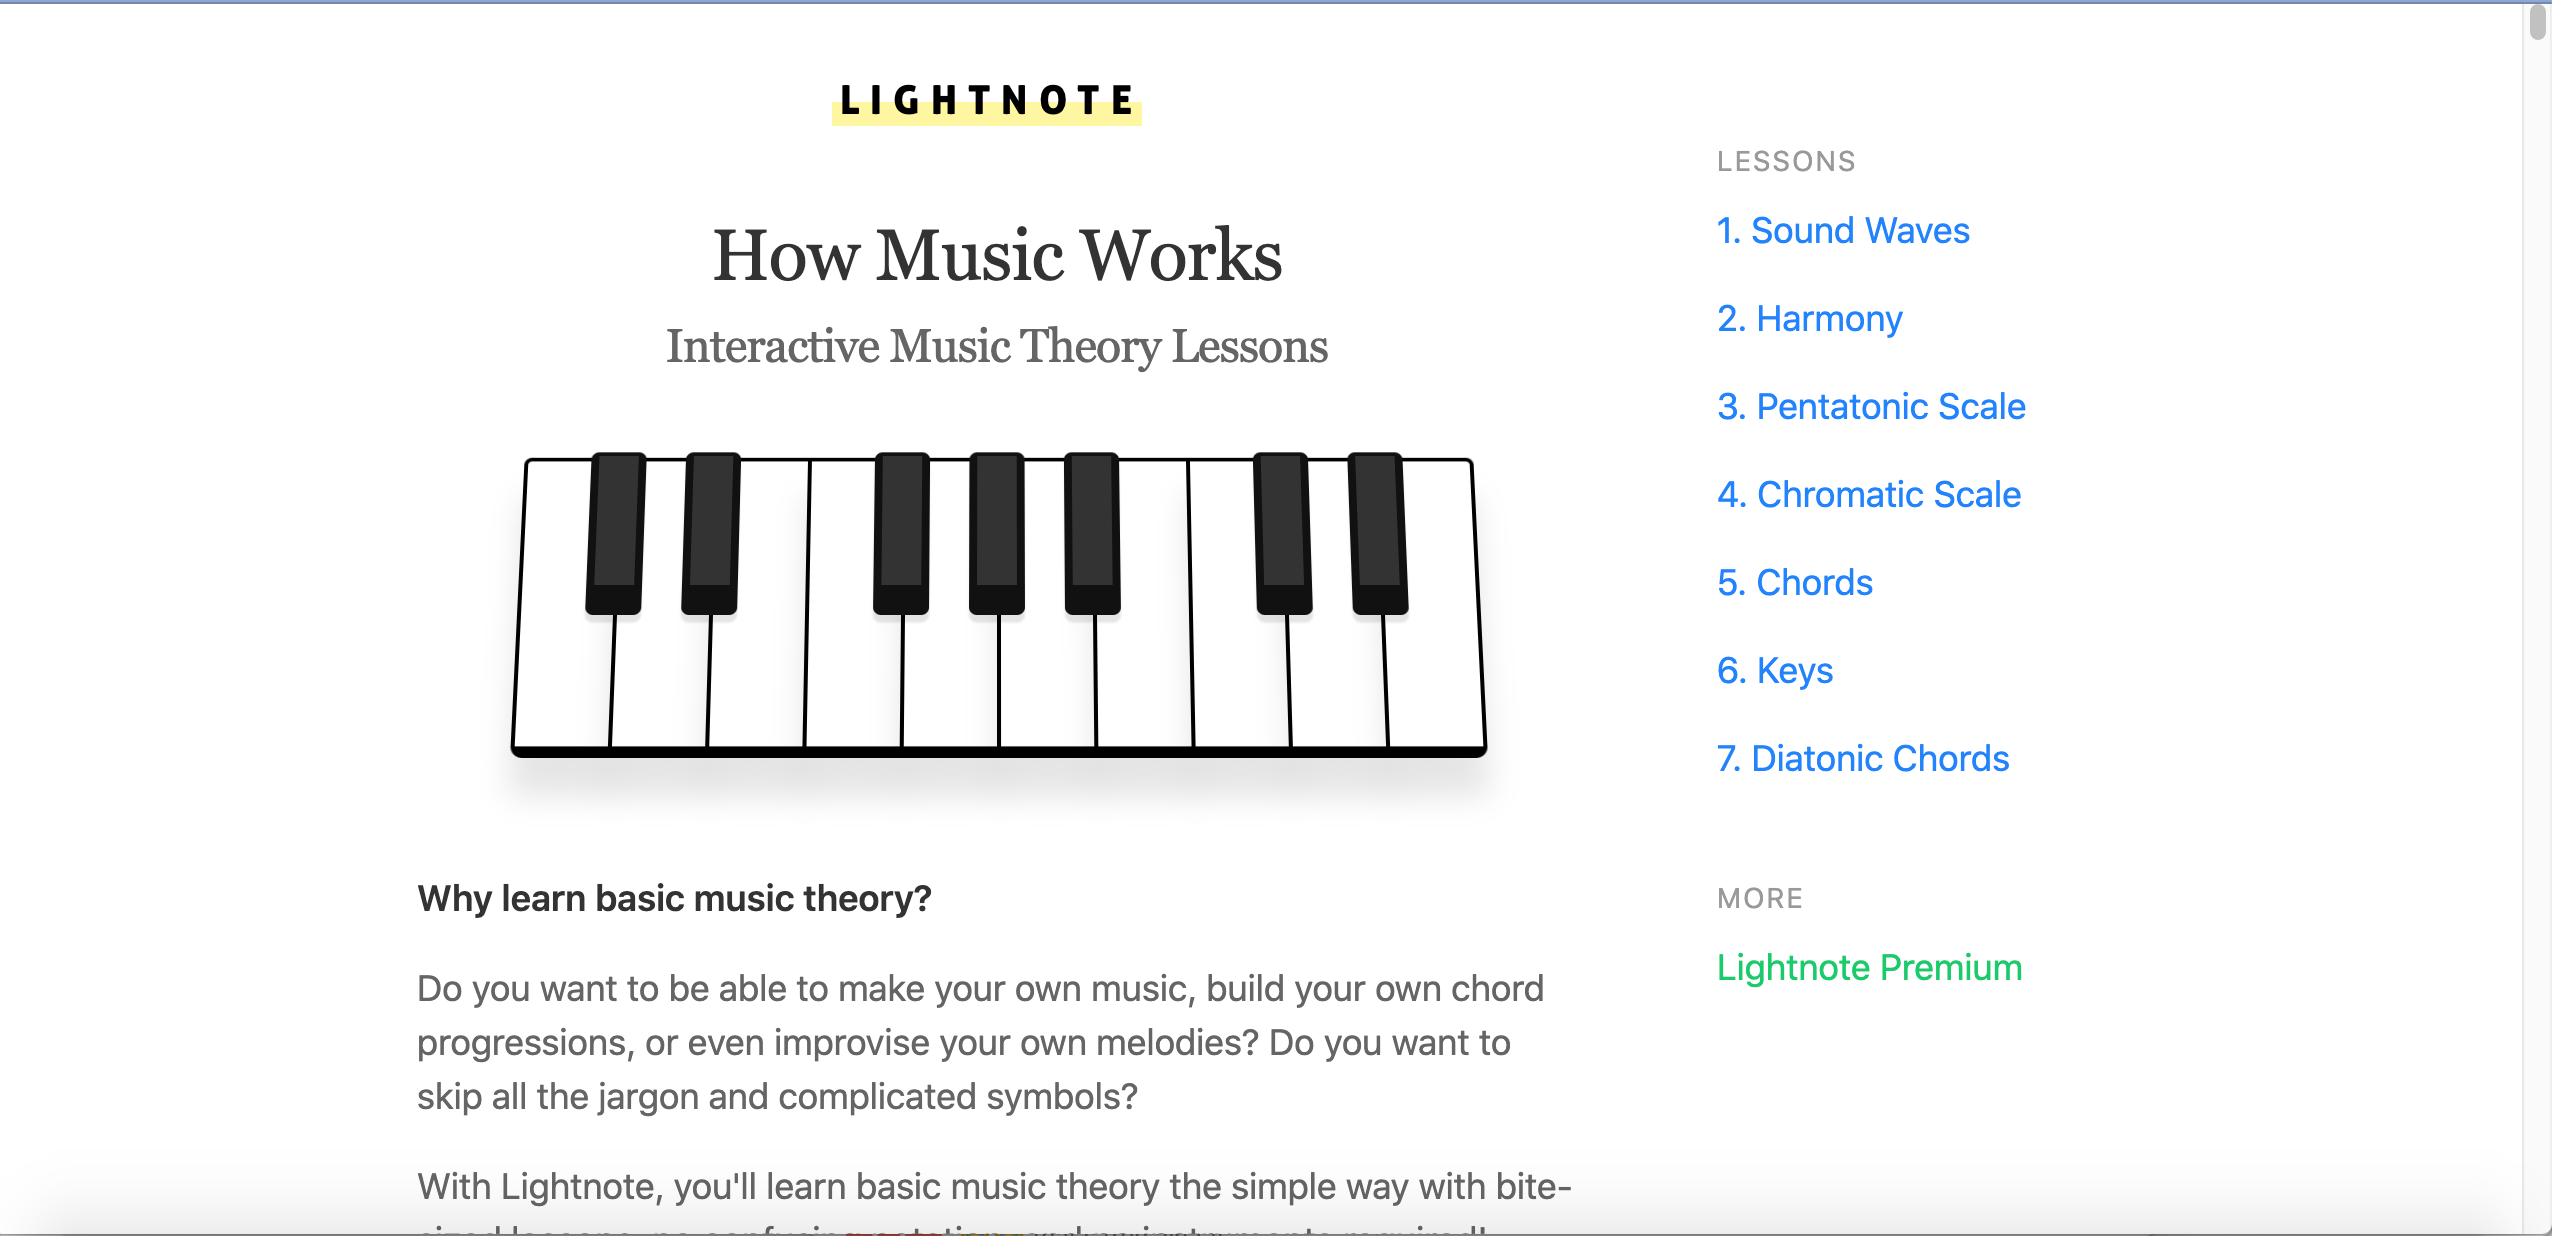 LIGHTNOTE
How Music Works
Interactive Music Theory Lessons
Why learn basic music theory?
Do you want to be able to make your own music, build your own chord
progressions, or even improvise your own melodies? Do you want to
skip all the jargon and complicated symbols?
With Lightnote, you'll learn basic music theory the simple way with bite-
LESSONS
1. Sound Waves
2. Harmony
3. Pentatonic Scale
4. Chromatic Scale
5. Chords
6. Keys
7. Diatonic Chords
MORE
Lightnote Premium